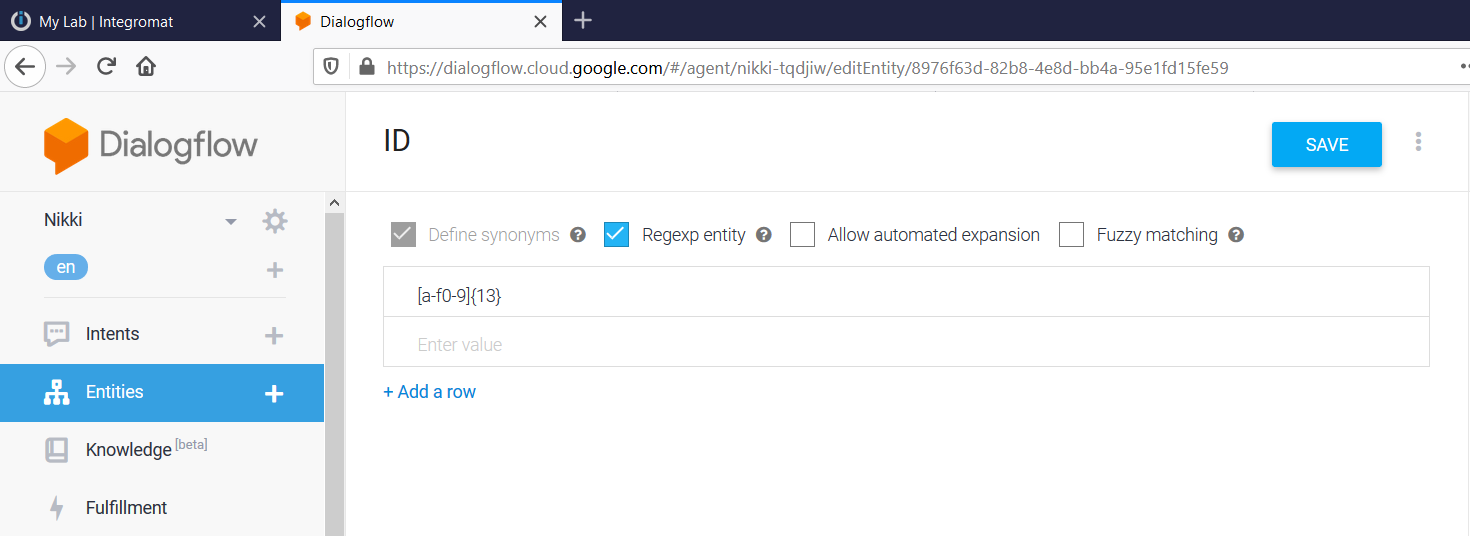 My Lab | Integromat
Dialogflow
https://dialogflow.cloud.google.com/#/agent/nikki-tqdjiw/editEntity/8976f63d-82b8-4e8d-bb4a-95e1fd15fe59
Dialogflow
ID
SAVE
Nikki
en
Define synonyms
Regexp entity
Allow automated expansion
Fuzzy matching
[a-f0-9]{13}
Enter value
+ Add a row
Intents
Entities
Knowledge [beta]
Fulfillment